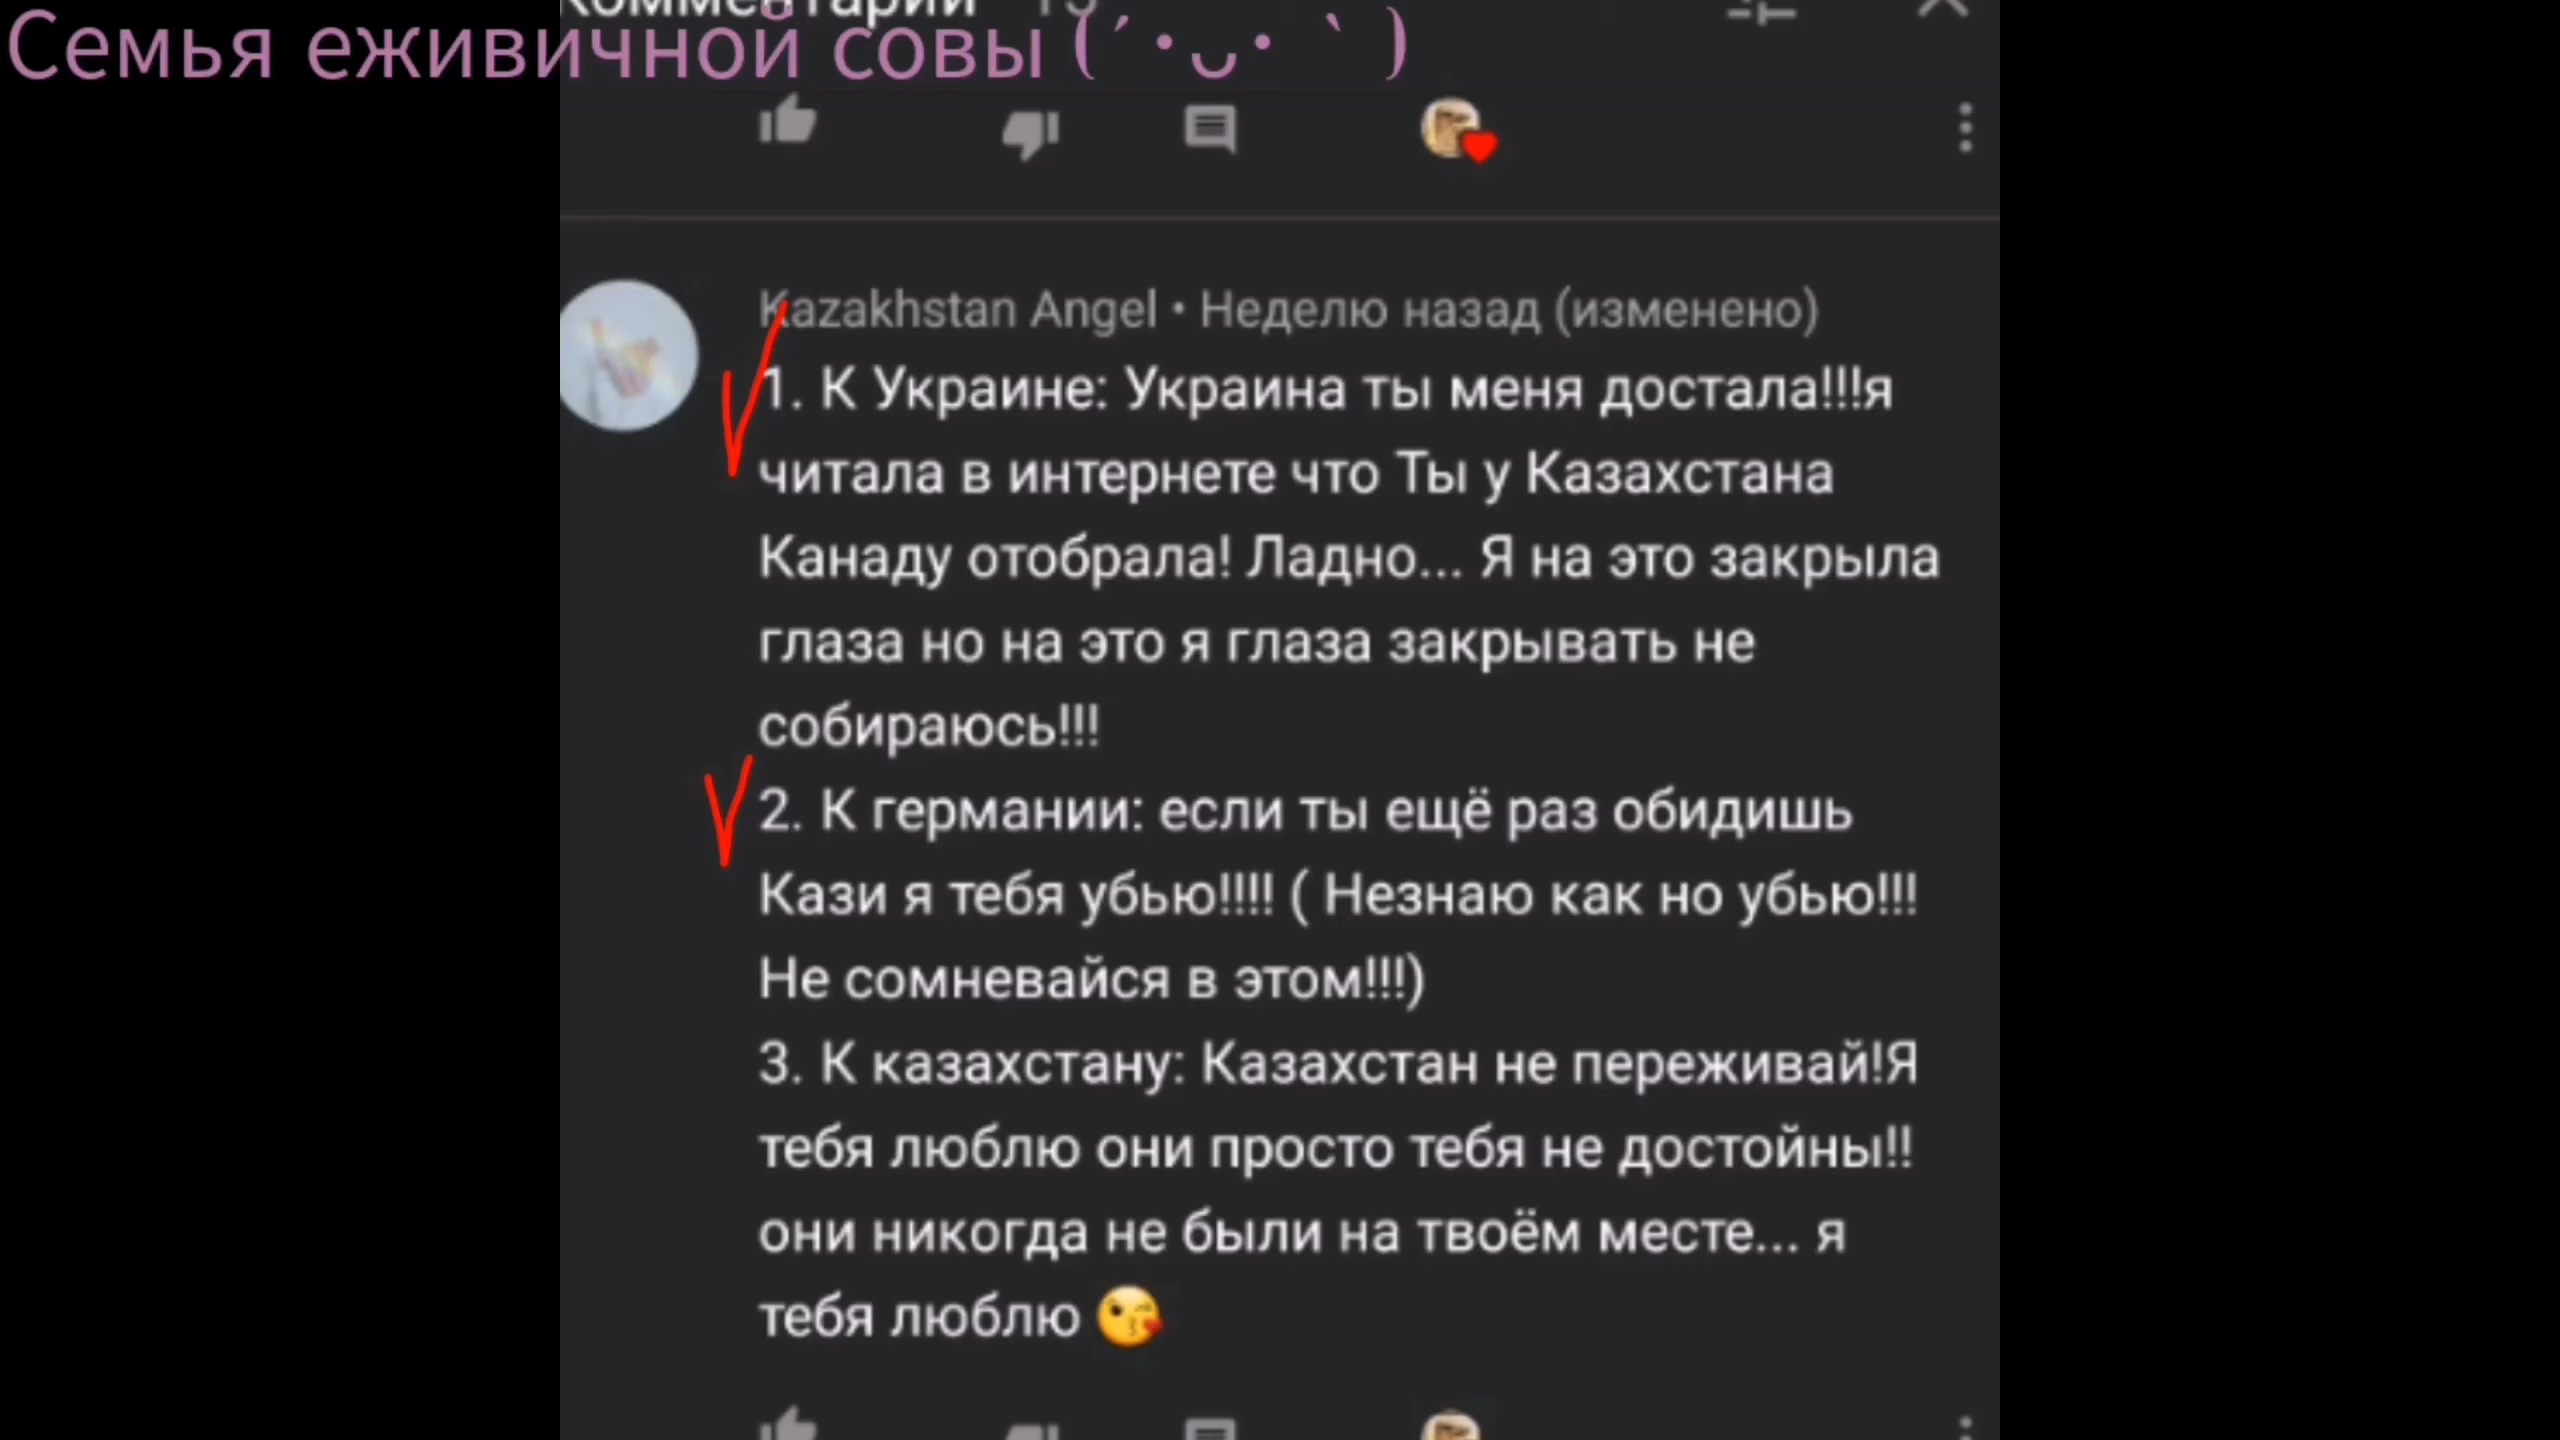 Комментарии 15
Семья еживичной совы (´・ᴗ・ ` )
Kazakhstan Angel • Неделю назад (изменено)
1. К Украине: Украина ты меня достала!!!я
читала в интернете что Ты у Казахстана
Канаду отобрала! Ладно... Я на это закрыла
глаза но на это я глаза закрывать не
собираюсь!!!
2. К германии: если ты ещё раз обидишь
Кази я тебя убью!!!! ( Незнаю как но убью!!!
Не сомневайся в этом!!!)
3. К казахстану: Казахстан не переживай!Я
тебя люблю они просто тебя не достойны!!
они никогда не были на твоём месте... я
тебя люблю 😘